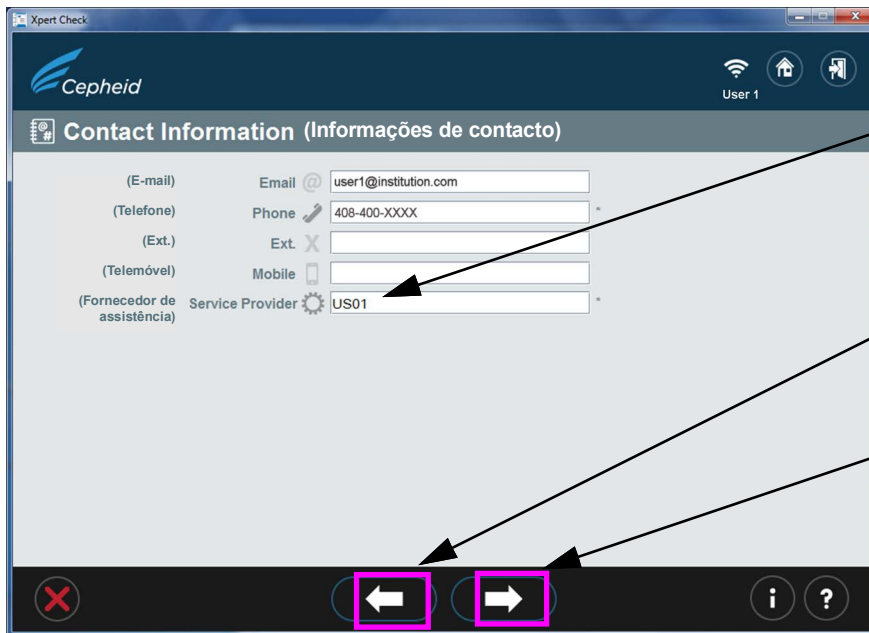 Xpert Check
Cepheid
User 1
Contact Information (Informações de contacto)
(E-mail) Email @ user1@institution.com
(Telefone) Phone 408-400-XXXX *
(Ext.) Ext. X
(Telemóvel) Mobile
(Fornecedor de assistência) Service Provider US01 *
i ?